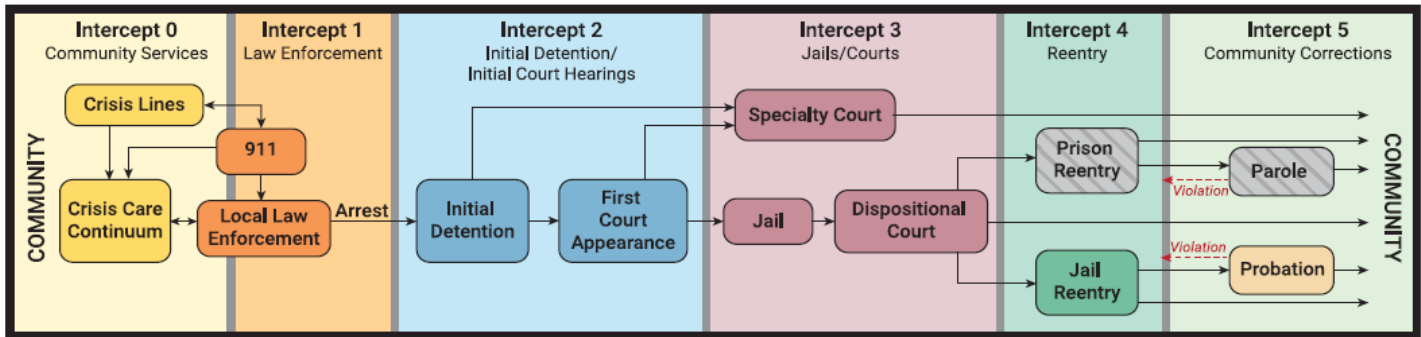 Intercept 0
Community Services
Intercept 1
Law Enforcement
Intercept 2
Initial Detention/
Initial Court Hearings
Intercept 3
Jails/Courts
Intercept 4
Reentry
Intercept 5
Community Corrections
COMMUNITY
Crisis Lines
911
Crisis Care
Continuum
Local Law
Enforcement
Arrest
Initial
Detention
First
Court
Appearance
Specialty Court
Jail
Dispositional
Court
Prison
Reentry
Violation
Parole
Jail
Reentry
Violation
Probation
COMMUNITY